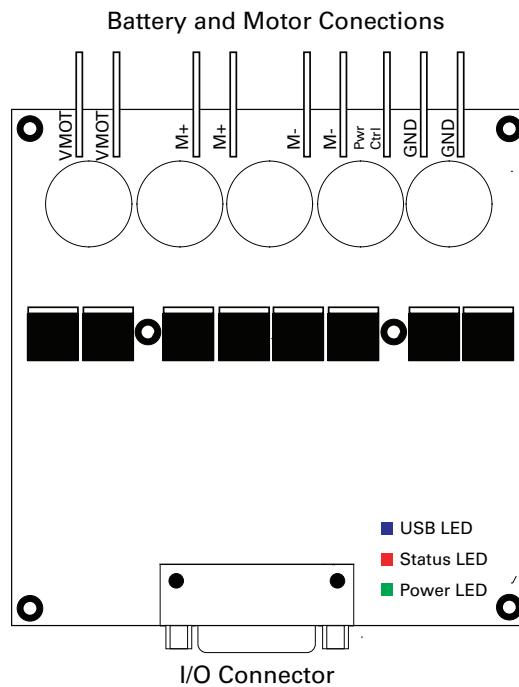 Battery and Motor Conections
VMOT
VMOT
M+
M+
M-
M-
Pwr
Ctrl
GND
GND
USB LED
Status LED
Power LED
I/O Connector